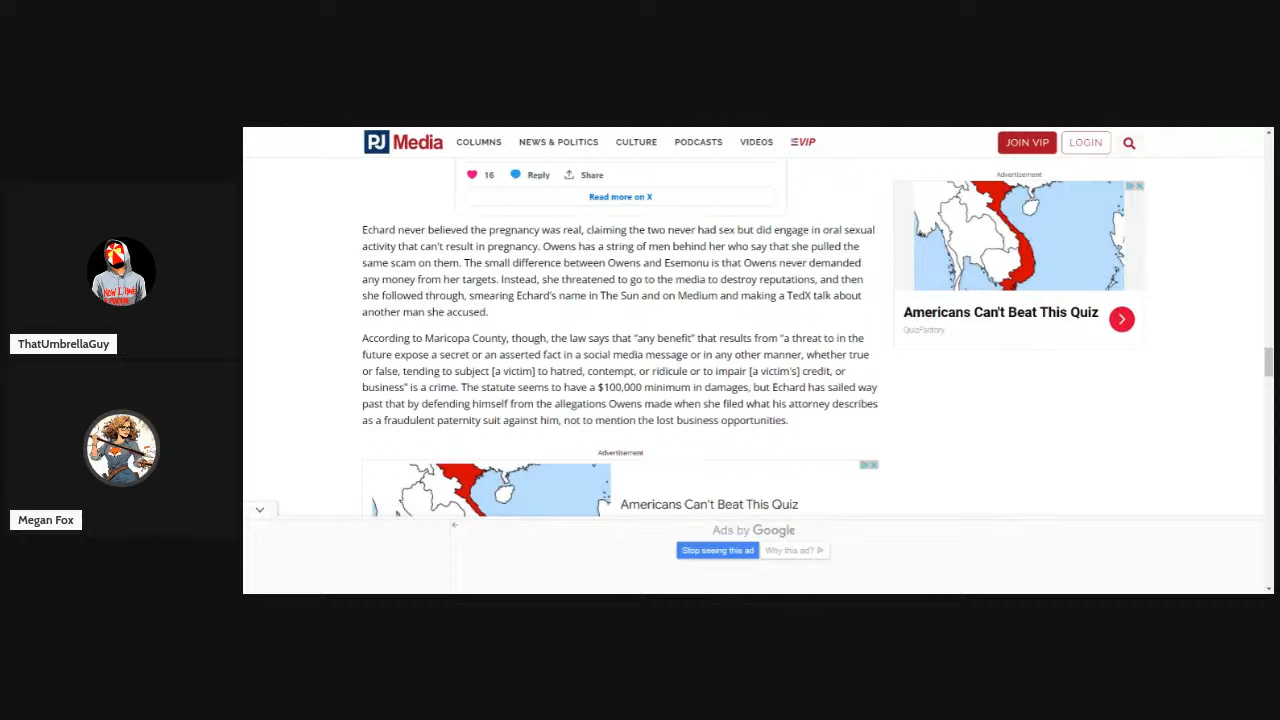 PJ Media
COLUMNS NEWS & POLITICS CULTURE PODCASTS VIDEOS VIP
JOIN VIP LOGIN
16 Reply Share
Read more on X
Advertisement
Echard never believed the pregnancy was real, claiming the two never had sex but did engage in oral sexual
activity that can't result in pregnancy. Owens has a string of men behind her who say that she pulled the
same scam on them. The small difference between Owens and Esemonu is that Owens never demanded
any money from her targets. Instead, she threatened to go to the media to destroy reputations, and then
she followed through, smearing Echard's name in The Sun and on Medium and making a TedX talk about
another man she accused.
According to Maricopa County, though, the law says that “any benefit” that results from “a threat to in the
future expose a secret or an asserted fact in a social media message or in any other manner, whether true
or false, tending to subject [a victim] to hatred, contempt, or ridicule or to impair [a victim's] credit, or
business” is a crime. The statute seems to have a $100,000 minimum in damages, but Echard has sailed way
past that by defending himself from the allegations Owens made when she filed what his attorney describes
as a fraudulent paternity suit against him, not to mention the lost business opportunities.
Americans Can't Beat This Quiz
QuizFactory
Advertisement
Americans Can't Beat This Quiz
Ads by Google
Stop seeing this ad Why this ad?
ThatUmbrellaGuy
Megan Fox